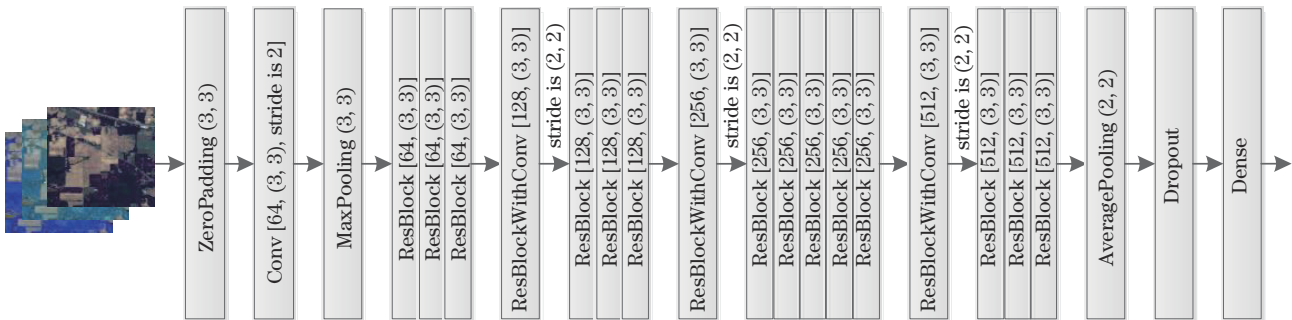 ZeroPadding (3, 3)
Conv [64, (3, 3), stride is 2]
MaxPooling (3, 3)
ResBlock [64, (3, 3)]
ResBlock [64, (3, 3)]
ResBlock [64, (3, 3)]
ResBlockWithConv [128, (3, 3)]
stride is (2, 2)
ResBlock [128, (3, 3)]
ResBlock [128, (3, 3)]
ResBlock [128, (3, 3)]
ResBlockWithConv [256, (3, 3)]
stride is (2, 2)
ResBlock [256, (3, 3)]
ResBlock [256, (3, 3)]
ResBlock [256, (3, 3)]
ResBlock [256, (3, 3)]
ResBlock [256, (3, 3)]
ResBlockWithConv [512, (3, 3)]
stride is (2, 2)
ResBlock [512, (3, 3)]
ResBlock [512, (3, 3)]
ResBlock [512, (3, 3)]
AveragePooling (2, 2)
Dropout
Dense